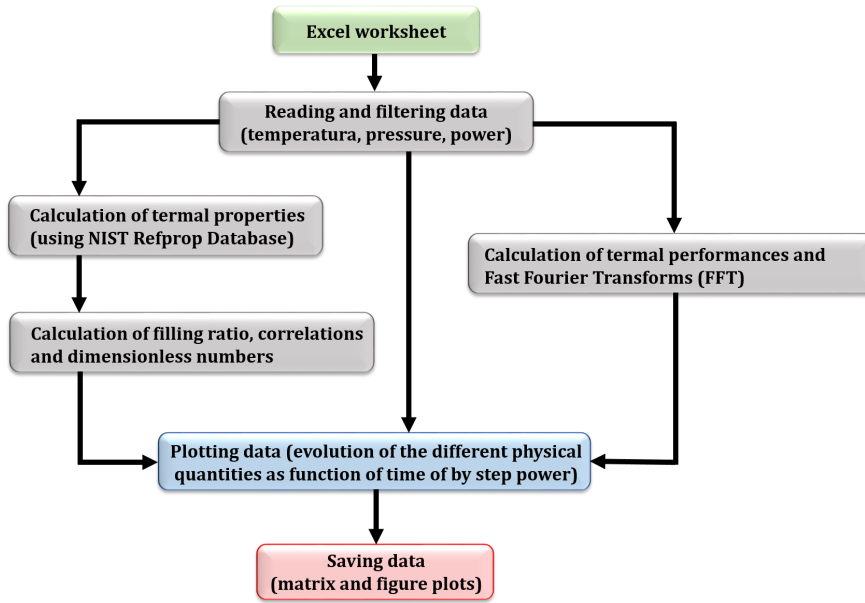 Excel worksheet
Reading and filtering data
(temperatura, pressure, power)
Calculation of termal properties
(using NIST Refprop Database)
Calculation of termal performances and
Fast Fourier Transforms (FFT)
Calculation of filling ratio, correlations
and dimensionless numbers
Plotting data (evolution of the different physical
quantities as function of time of by step power)
Saving data
(matrix and figure plots)